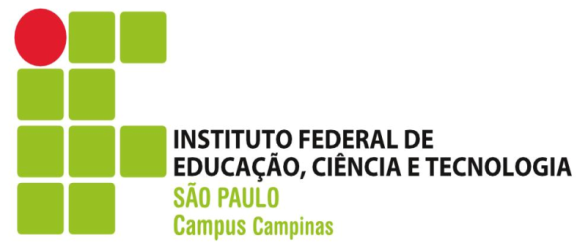 INSTITUTO FEDERAL DE
EDUCAÇÃO, CIÊNCIA E TECNOLOGIA
SÃO PAULO
Campus Campinas